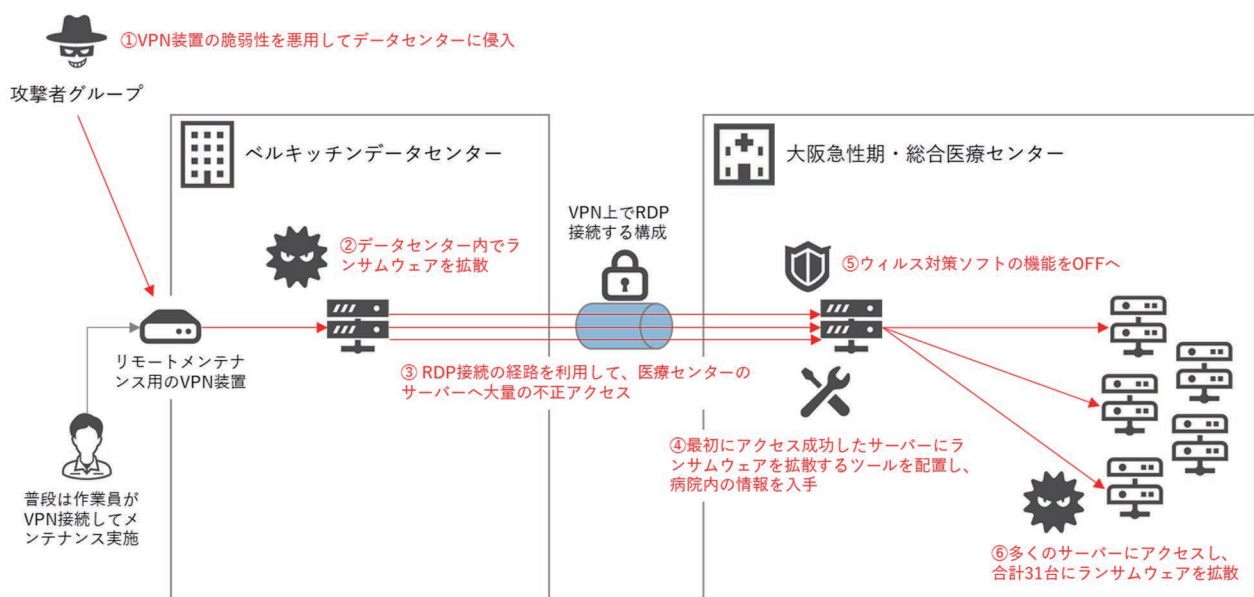 ①VPN装置の脆弱性を悪用してデータセンターに侵入
攻撃者グループ
ベルキッチンデータセンター
大阪急性期・総合医療センター
VPN上でRDP
接続する構成
②データセンター内でラ
ンサムウェアを拡散
⑤ウィルス対策ソフトの機能をOFFへ
リモートメンテナ
ンス用のVPN装置
③ RDP接続の経路を利用して、医療センターの
サーバーへ大量の不正アクセス
④最初にアクセス成功したサーバーにラ
ンサムウェアを拡散するツールを配置し、
病院内の情報を入手
普段は作業員が
VPN接続してメ
ンテナンス実施
⑥多くのサーバーにアクセスし、
合計31台にランサムウェアを拡散